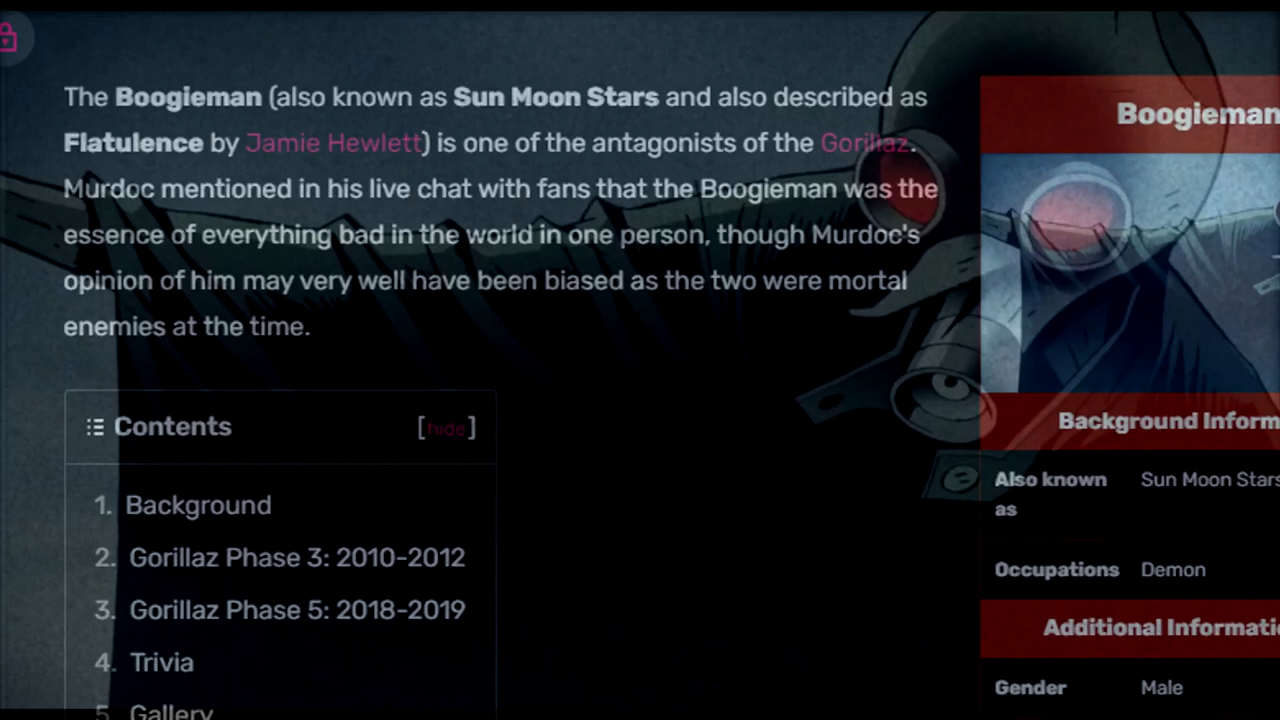 The Boogieman (also known as Sun Moon Stars and also described as
Flatulence by Jamie Hewlett) is one of the antagonists of the Gorillaz.
Murdoc mentioned in his live chat with fans that the Boogieman was the
essence of everything bad in the world in one person, though Murdoc's
opinion of him may very well have been biased as the two were mortal
enemies at the time.
Contents [hide]
1. Background
2. Gorillaz Phase 3: 2010-2012
3. Gorillaz Phase 5: 2018-2019
4. Trivia
5. Gallery
Boogieman
Background Inform
Also known as Sun Moon Stars
Occupations Demon
Additional Informati
Gender Male